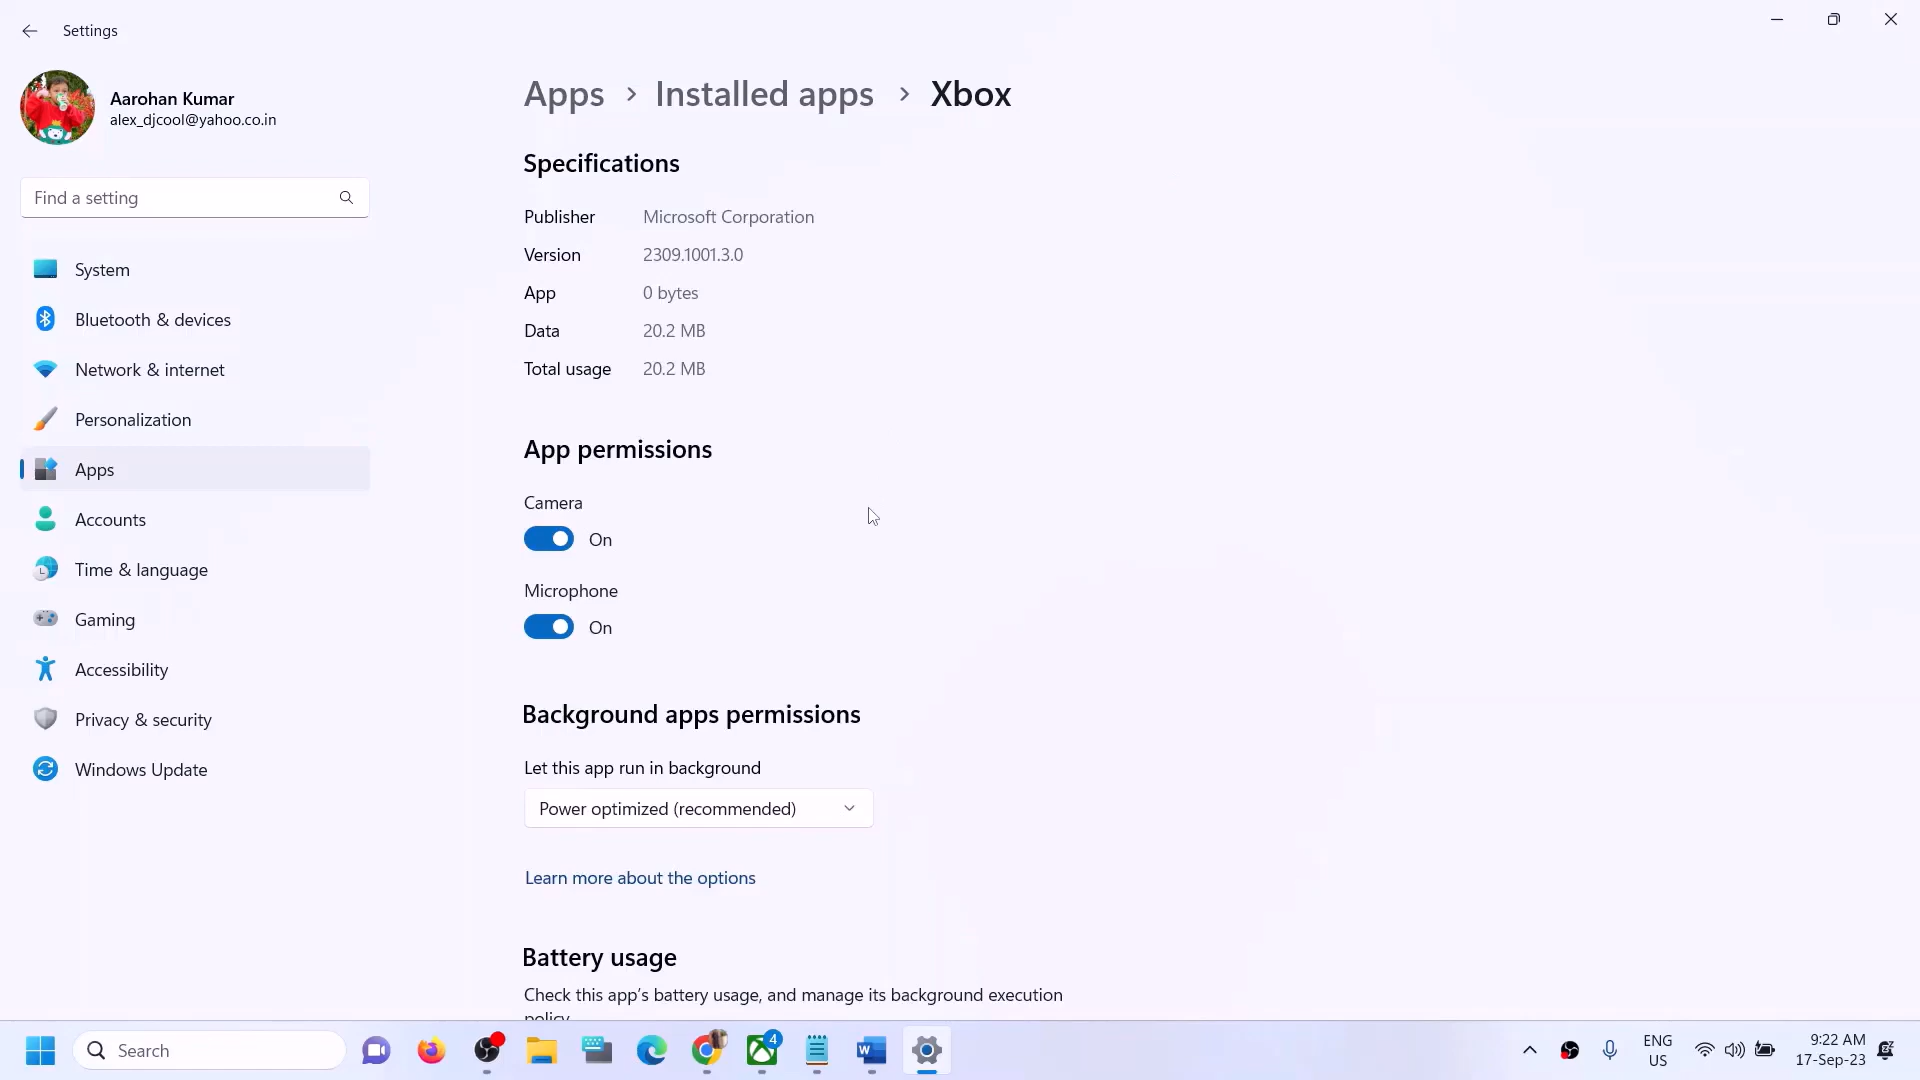 Settings
Aarohan Kumar
alex_djcool@yahoo.co.in
Find a setting
System
Bluetooth & devices
Network & internet
Personalization
Apps
Accounts
Time & language
Gaming
Accessibility
Privacy & security
Windows Update
Apps > Installed apps > Xbox
Specifications
Publisher Microsoft Corporation
Version 2309.1001.3.0
App 0 bytes
Data 20.2 MB
Total usage 20.2 MB
App permissions
Camera
On
Microphone
On
Background apps permissions
Let this app run in background
Power optimized (recommended)
Learn more about the options
Battery usage
Check this app's battery usage, and manage its background execution
policy.
Search
4
ENG
US
9:22 AM
17-Sep-23